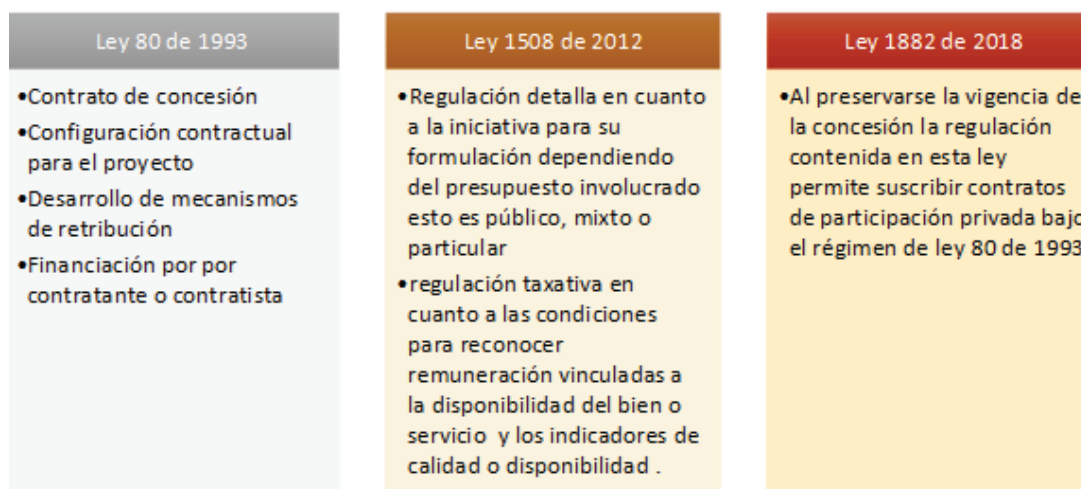 Ley 80 de 1993
•Contrato de concesión
•Configuración contractual
para el proyecto
•Desarrollo de mecanismos
de retribución
•Financiación por por
contratante o contratista
Ley 1508 de 2012
•Regulación detalla en cuanto
a la iniciativa para su
formulación dependiendo
del presupuesto involucrado
esto es público, mixto o
particular
•regulación taxativa en
cuanto a las condiciones
para reconocer
remuneración vinculadas a
la disponibilidad del bien o
servicio y los indicadores de
calidad o disponibilidad .
Ley 1882 de 2018
•Al preservarse la vigencia de
la concesión la regulación
contenida en esta ley
permite suscribir contratos
de participación privada bajo
el régimen de ley 80 de 1993